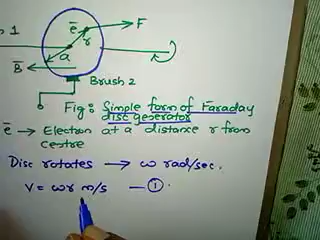 h 1
e̅
F
r
a
B̅
Brush 2
Fig: Simple form of Faraday
disc generator
e̅ → Electron at a distance r from
centre
Disc rotates → ω rad/sec.
V = ωr m/s — ①.